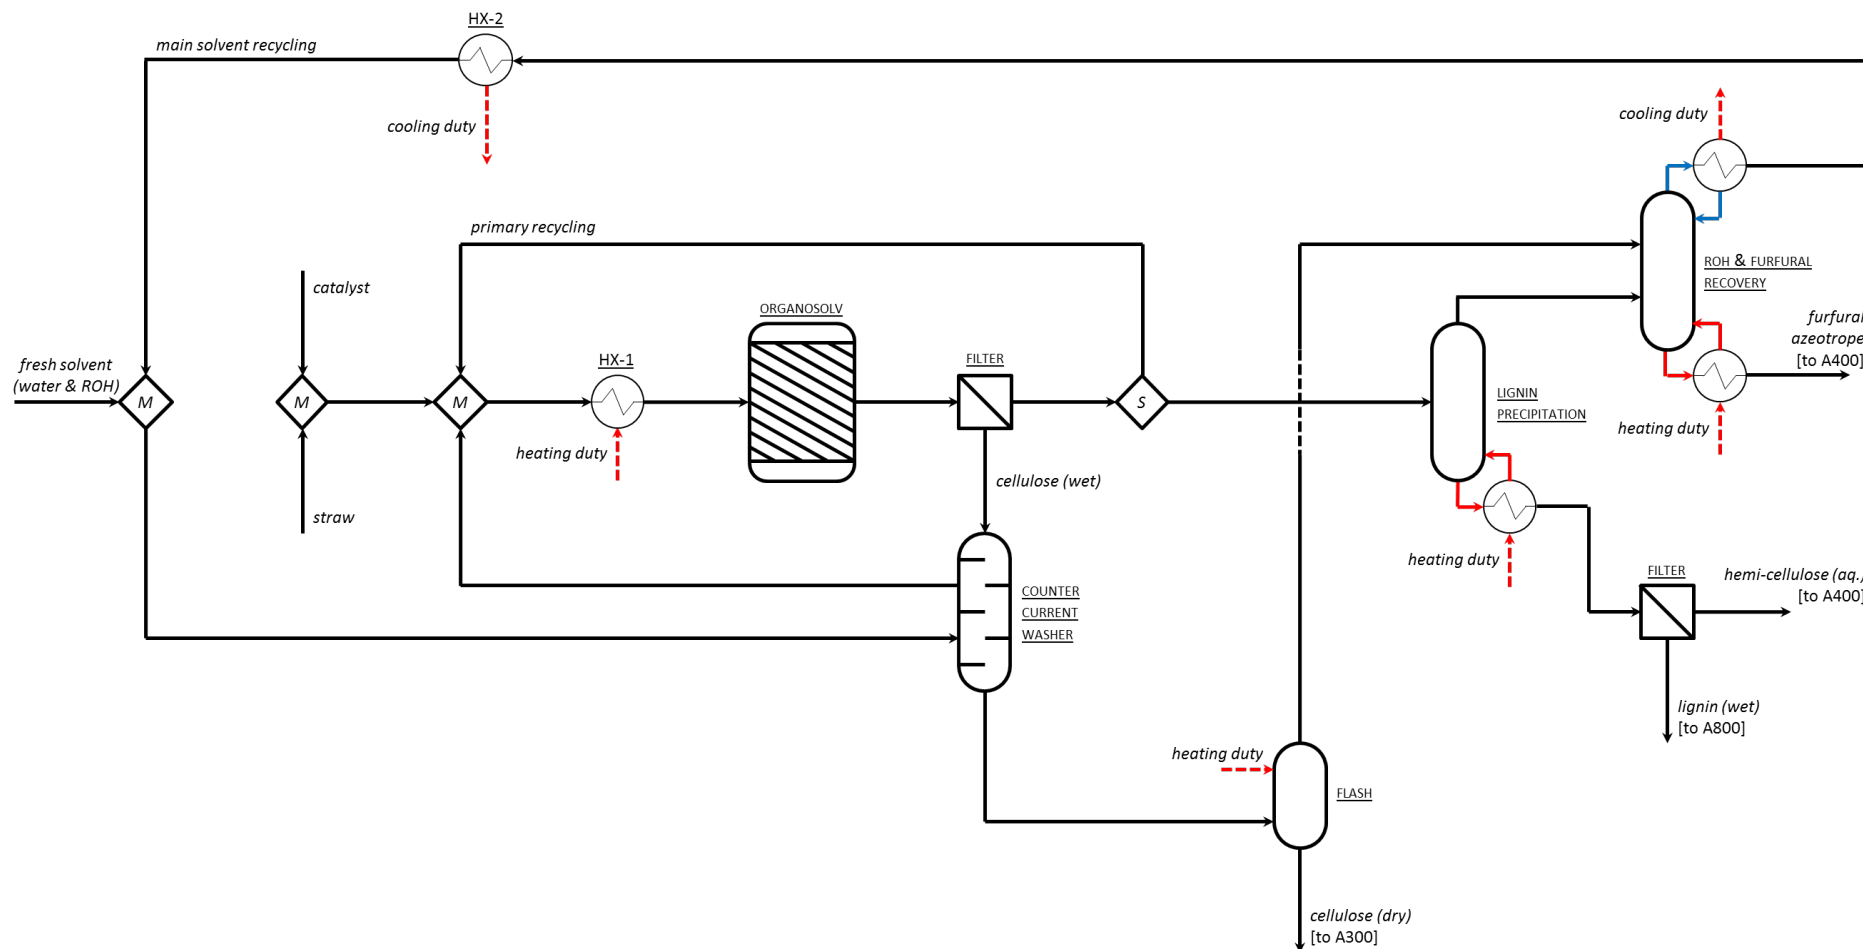 HX-2
main solvent recycling
cooling duty
cooling duty
primary recycling
ROH & FURFURAL
RECOVERY
catalyst
ORGANOSOLV
furfural
azeotrope
[to A400]
fresh solvent
(water & ROH)
HX-1
FILTER
M
M
M
S
LIGNIN
PRECIPITATION
heating duty
heating duty
cellulose (wet)
straw
heating duty
FILTER
hemi-cellulose (aq.)
[to A400]
COUNTER
CURRENT
WASHER
lignin (wet)
[to A800]
heating duty
FLASH
cellulose (dry)
[to A300]